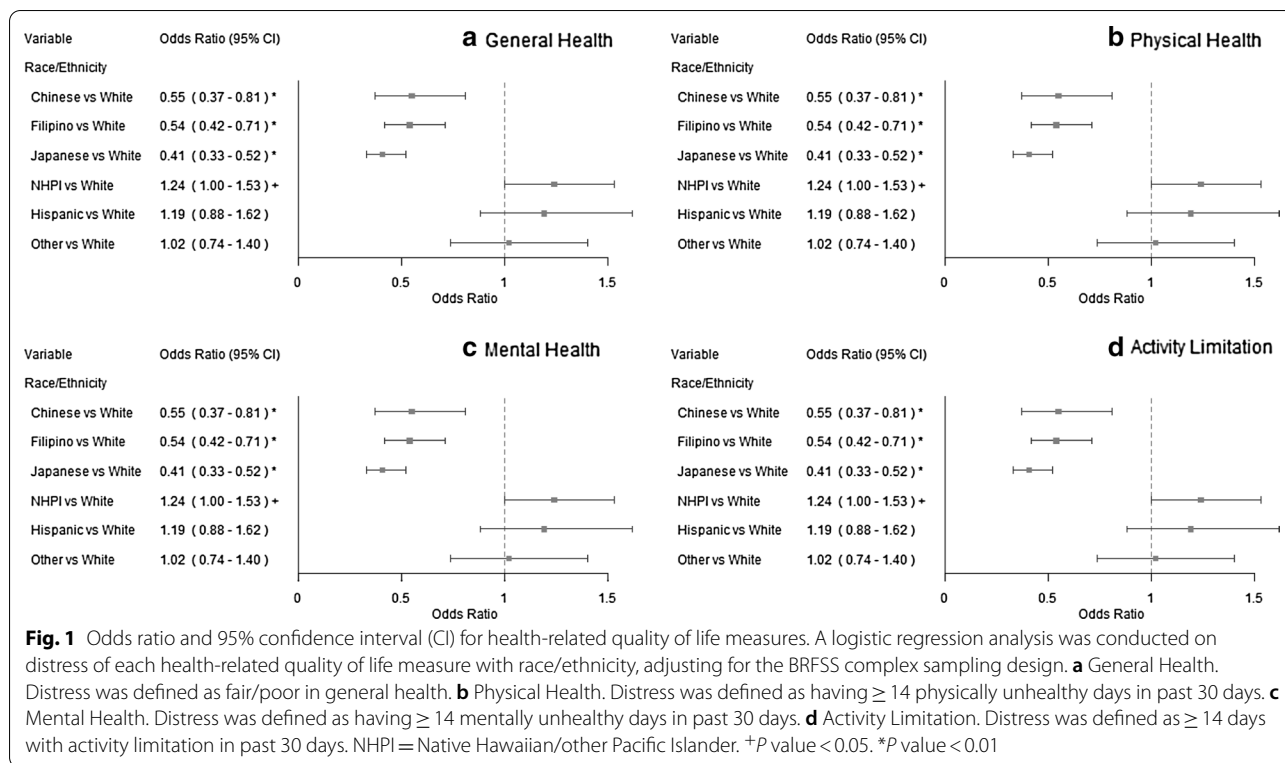 Variable Odds Ratio (95% CI) a General Health
Race/Ethnicity
Chinese vs White 0.55 ( 0.37 - 0.81) *
Filipino vs White 0.54 ( 0.42 - 0.71) *
Japanese vs White 0.41 ( 0.33 - 0.52) *
NHPI vs White 1.24 ( 1.00 - 1.53) +
Hispanic vs White 1.19 ( 0.88 - 1.62)
Other vs White 1.02 ( 0.74 - 1.40)
0 0.5 1 1.5
Odds Ratio
Variable Odds Ratio (95% CI) b Physical Health
Race/Ethnicity
Chinese vs White 0.55 ( 0.37 - 0.81) *
Filipino vs White 0.54 ( 0.42 - 0.71) *
Japanese vs White 0.41 ( 0.33 - 0.52) *
NHPI vs White 1.24 ( 1.00 - 1.53) +
Hispanic vs White 1.19 ( 0.88 - 1.62)
Other vs White 1.02 ( 0.74 - 1.40)
0 0.5 1 1.5
Odds Ratio
Variable Odds Ratio (95% CI) c Mental Health
Race/Ethnicity
Chinese vs White 0.55 ( 0.37 - 0.81) *
Filipino vs White 0.54 ( 0.42 - 0.71) *
Japanese vs White 0.41 ( 0.33 - 0.52) *
NHPI vs White 1.24 ( 1.00 - 1.53) +
Hispanic vs White 1.19 ( 0.88 - 1.62)
Other vs White 1.02 ( 0.74 - 1.40)
0 0.5 1 1.5
Odds Ratio
Variable Odds Ratio (95% CI) d Activity Limitation
Race/Ethnicity
Chinese vs White 0.55 ( 0.37 - 0.81) *
Filipino vs White 0.54 ( 0.42 - 0.71) *
Japanese vs White 0.41 ( 0.33 - 0.52) *
NHPI vs White 1.24 ( 1.00 - 1.53) +
Hispanic vs White 1.19 ( 0.88 - 1.62)
Other vs White 1.02 ( 0.74 - 1.40)
0 0.5 1 1.5
Odds Ratio
Fig. 1 Odds ratio and 95% confidence interval (CI) for health-related quality of life measures. A logistic regression analysis was conducted on
distress of each health-related quality of life measure with race/ethnicity, adjusting for the BRFSS complex sampling design. a General Health.
Distress was defined as fair/poor in general health. b Physical Health. Distress was defined as having ≥ 14 physically unhealthy days in past 30 days. c
Mental Health. Distress was defined as having ≥ 14 mentally unhealthy days in past 30 days. d Activity Limitation. Distress was defined as ≥ 14 days
with activity limitation in past 30 days. NHPI = Native Hawaiian/other Pacific Islander. +P value < 0.05. *P value < 0.01